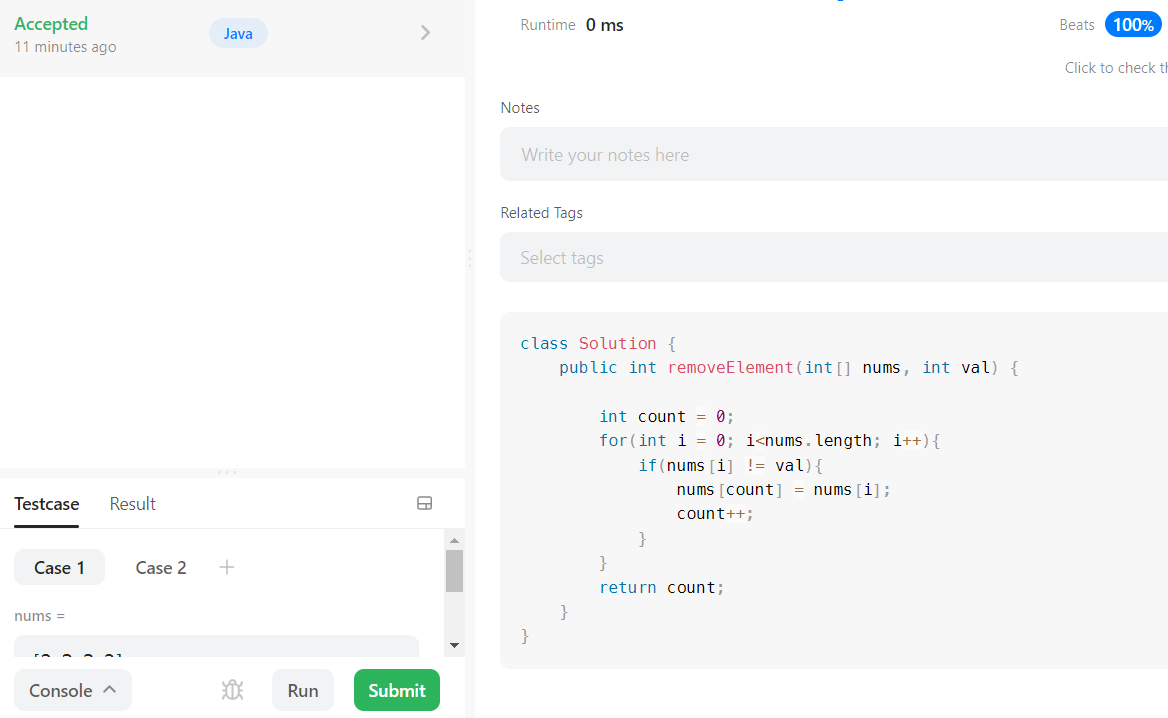 Accepted
11 minutes ago
Java
Runtime 0 ms
Beats 100%
Click to check
Notes
Write your notes here
Related Tags
Select tags
class Solution {
    public int removeElement(int[] nums, int val) {
        int count = 0;
        for(int i = 0; i<nums.length; i++){
            if(nums[i] != val){
                nums[count] = nums[i];
                count++;
            }
        }
        return count;
    }
}
Testcase Result
Case 1 Case 2 +
nums =
Console Run Submit